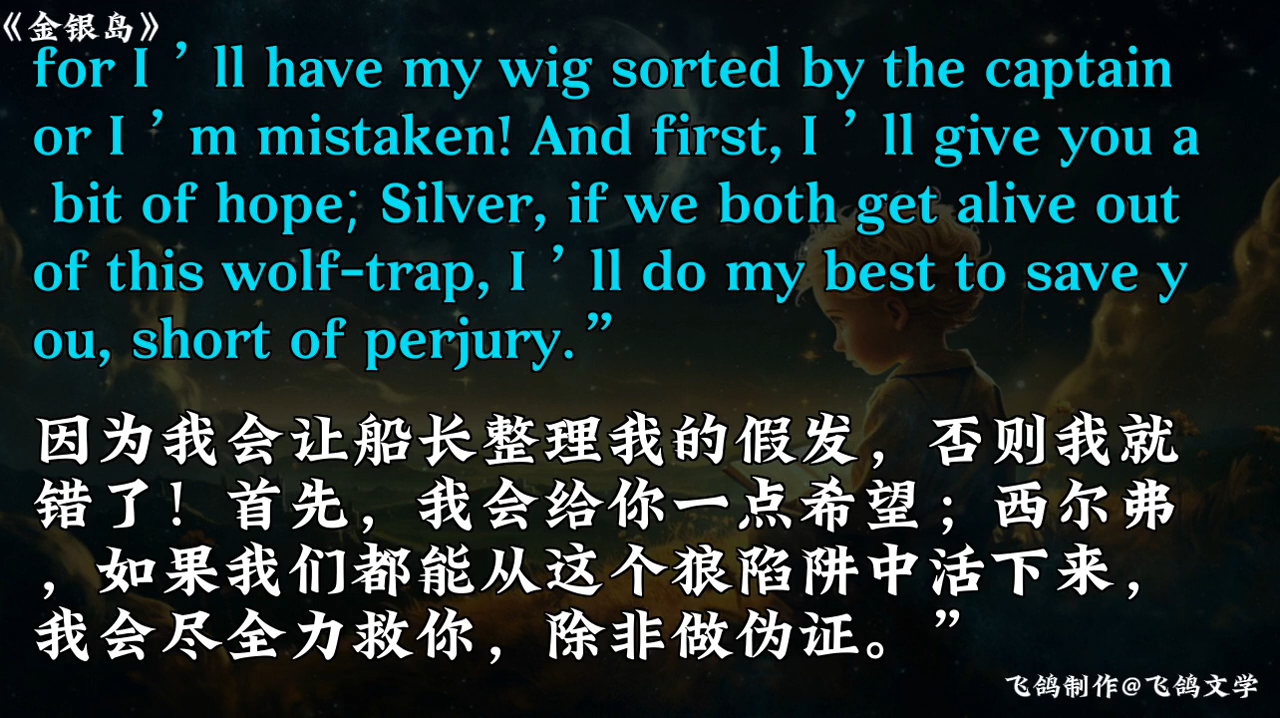 《金银岛》
for I’ll have my wig sorted by the captain
or I’m mistaken! And first, I’ll give you a
bit of hope; Silver, if we both get alive out
of this wolf-trap, I’ll do my best to save y
ou, short of perjury.”
因为我会让船长整理我的假发，否则我就
错了！首先，我会给你一点希望；西尔弗
，如果我们都能从这个狼陷阱中活下来，
我会尽全力救你，除非做伪证。”
飞鸽制作@飞鸽文学